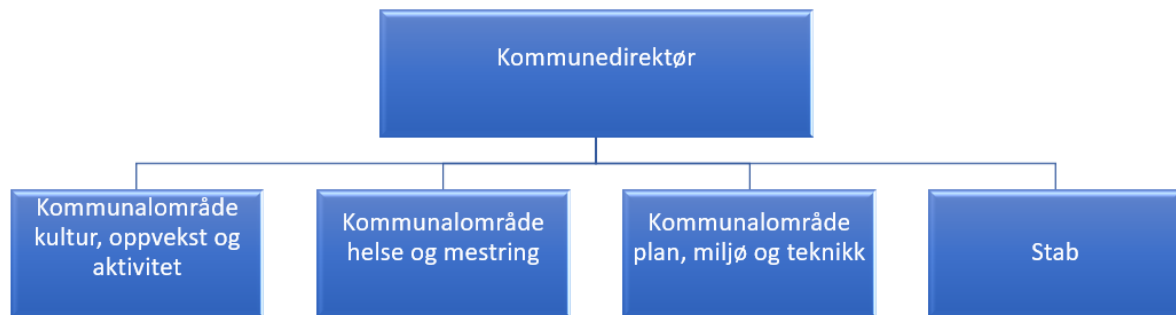 Kommunedirektør
Kommunalområde
kultur, oppvekst og
aktivitet
Kommunalområde
helse og mestring
Kommunalområde
plan, miljø og teknikk
Stab